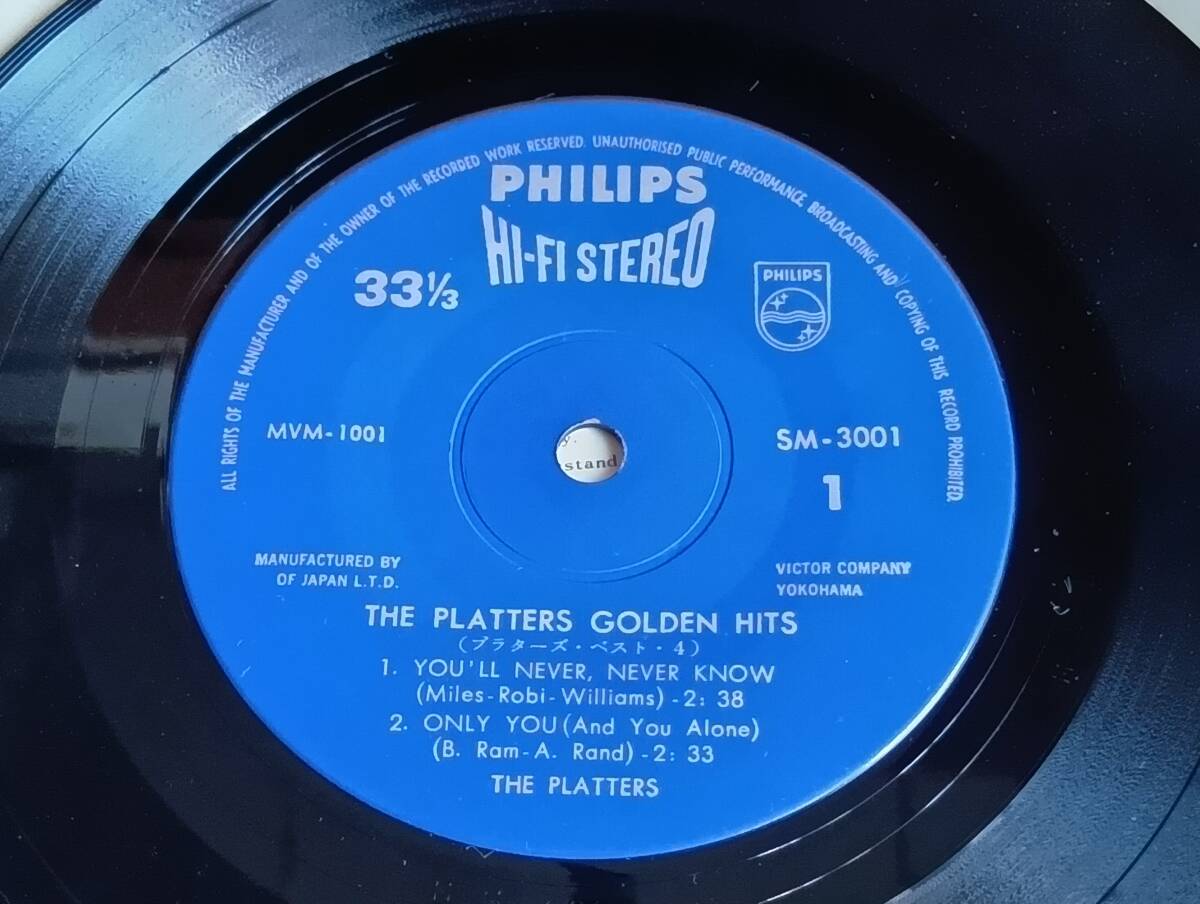 ALL RIGHTS OF THE MANUFACTURER AND OF THE OWNER OF THE RECORDED WORK RESERVED. UNAUTHORISED PUBLIC PERFORMANCE BROADCASTING AND COPYING OF THIS RECORD PROHIBITED.
PHILIPS
HI-FI STEREO
33⅓
PHILIPS
MVM-1001
SM-3001
1
y.
stand
MANUFACTURED BY
OF JAPAN L.T.D.
VICTOR COMPANY
YOKOHAMA
THE PLATTERS GOLDEN HITS
(プラターズ・ベスト・4)
1. YOU'LL NEVER, NEVER KNOW
(Miles-Robi-Williams)-2: 38
2. ONLY YOU (And You Alone)
(B. Ram-A. Rand)-2: 33
THE PLATTERS